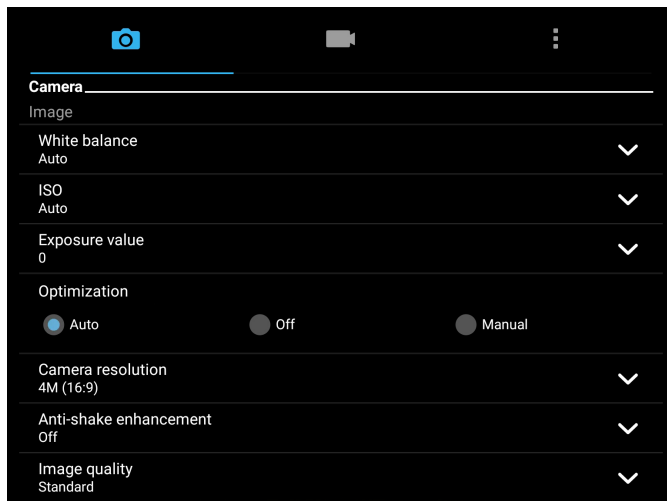 Camera
Image
White balance
Auto
ISO
Auto
Exposure value
0
Optimization
Auto Off Manual
Camera resolution
4M (16:9)
Anti-shake enhancement
Off
Image quality
Standard